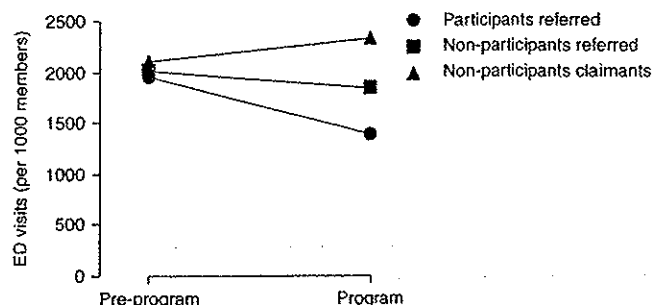 ED visits (per 1000 members)
2500
2000
1500
1000
500
0
Pre-program
Program
Participants referred
Non-participants referred
Non-participants claimants